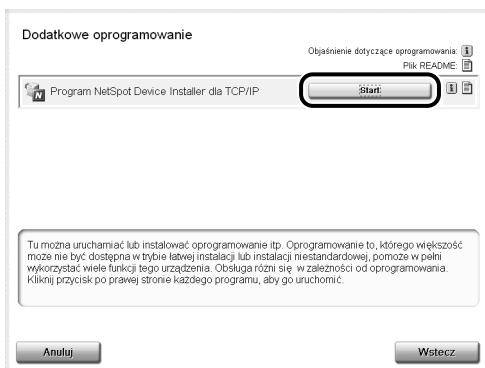 Dodatkowe oprogramowanie
Objaśnienie dotyczące oprogramowania:
Plik README:
Program NetSpot Device Installer dla TCP/IP
Start
Tu można uruchamiać lub instalować oprogramowanie itp. Oprogramowanie to, którego większość
może nie być dostępna w trybie łatwej instalacji lub instalacji niestandardowej, pomoże w pełni
wykorzystać wiele funkcji tego urządzenia. Obsługa różni się w zależności od oprogramowania.
Kliknij przycisk po prawej stronie każdego programu, aby go uruchomić.
Anuluj
Wstecz